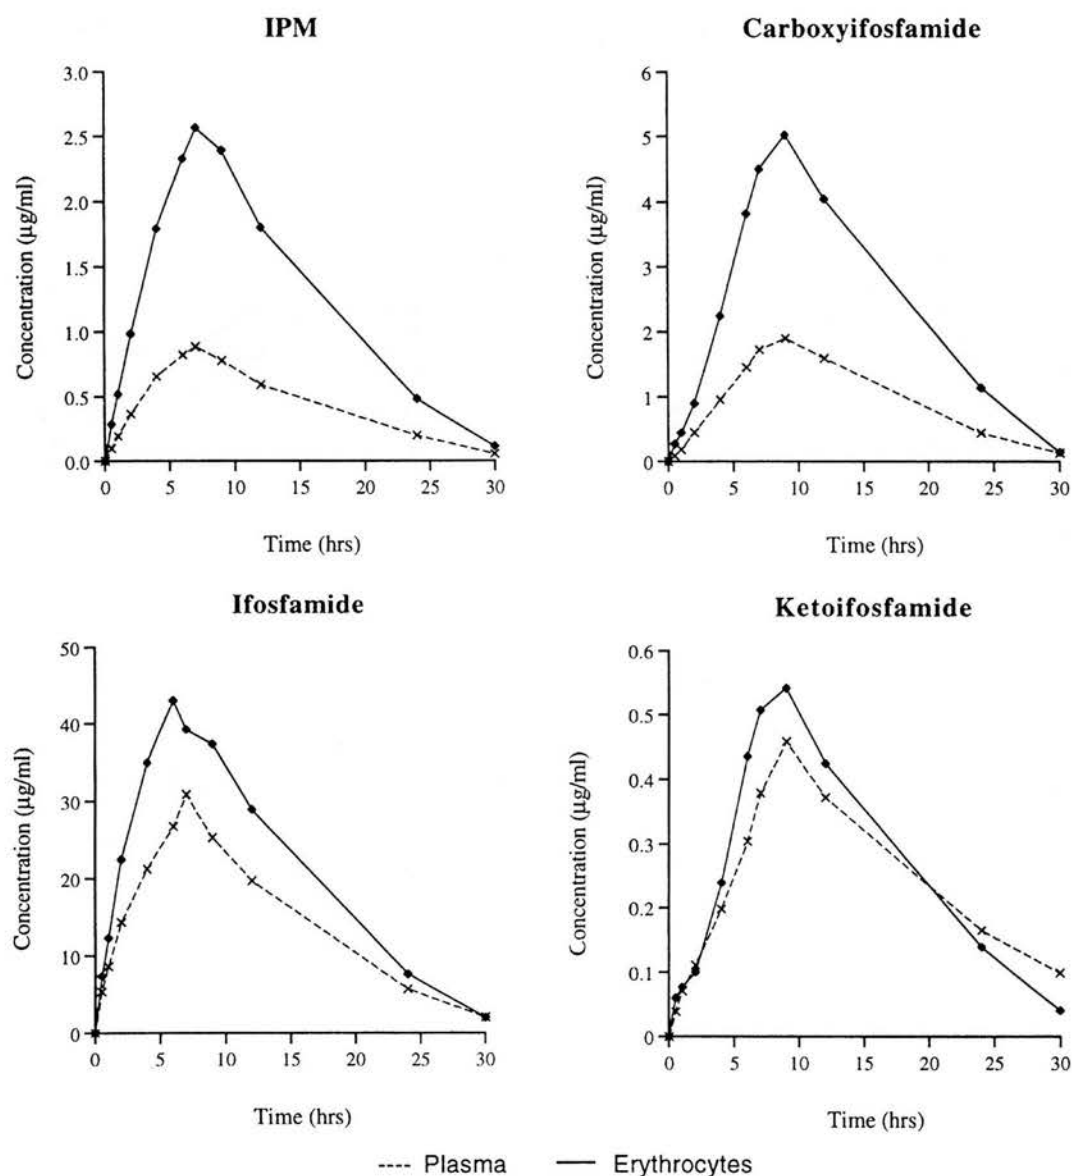 IPM
Carboxyifosfamide
3.0
2.5
2.0
1.5
1.0
0.5
0.0
Concentration (µg/ml)
0 5 10 15 20 25 30
Time (hrs)
6
5
4
3
2
1
0
Concentration (µg/ml)
0 5 10 15 20 25 30
Time (hrs)
Ifosfamide
Ketoifosfamide
50
40
30
20
10
0
Concentration (µg/ml)
0 5 10 15 20 25 30
Time (hrs)
0.6
0.5
0.4
0.3
0.2
0.1
0
Concentration (µg/ml)
0 5 10 15 20 25 30
Time (hrs)
Plasma Erythrocytes